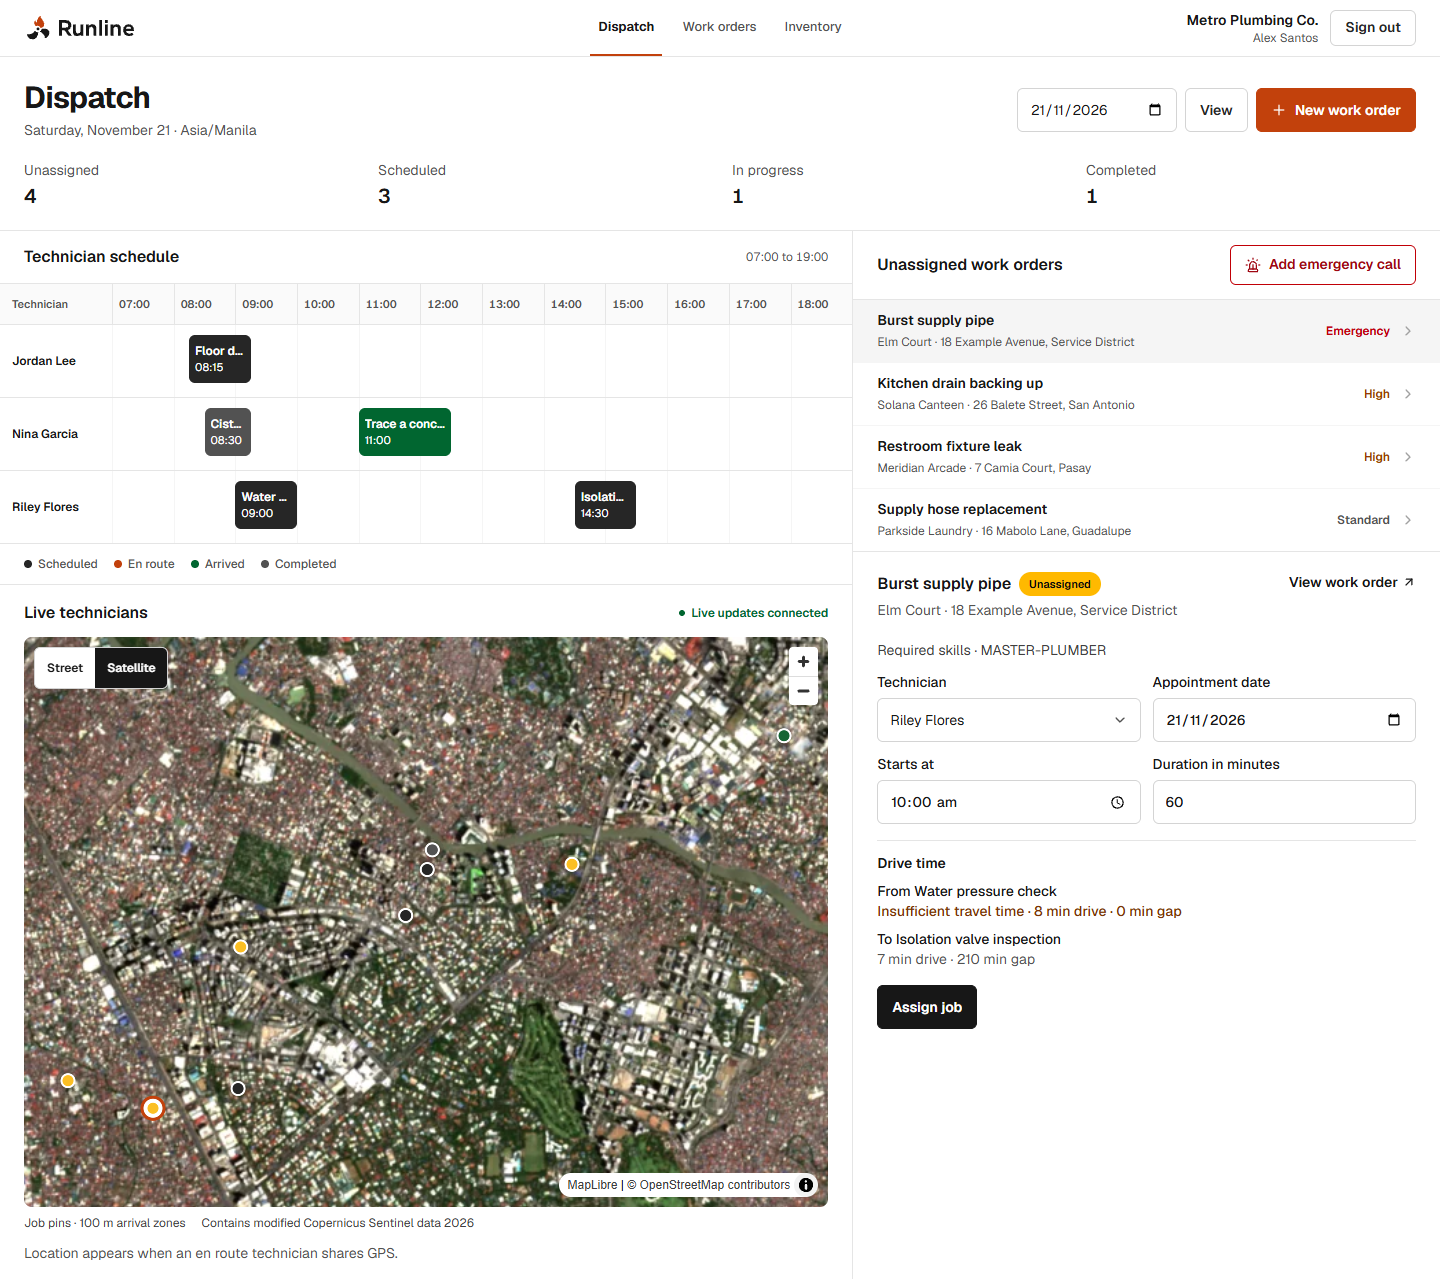 Runline
Dispatch
Work orders
Inventory
Metro Plumbing Co.
Alex Santos
Sign out
Dispatch
Saturday, November 21 · Asia/Manila
21/11/2026
View
+ New work order
Unassigned
4
Scheduled
3
In progress
1
Completed
1
Technician schedule
07:00 to 19:00
Technician
07:00
08:00
09:00
10:00
11:00
12:00
13:00
14:00
15:00
16:00
17:00
18:00
Jordan Lee
Floor d...
08:15
Nina Garcia
Cist...
08:30
Trace a conc...
11:00
Riley Flores
Water ...
09:00
Isolati...
14:30
Scheduled
En route
Arrived
Completed
Live technicians
Live updates connected
Street
Satellite
MapLibre | © OpenStreetMap contributors
Job pins · 100 m arrival zones
Contains modified Copernicus Sentinel data 2026
Location appears when an en route technician shares GPS.
Unassigned work orders
Add emergency call
Burst supply pipe
Elm Court · 18 Example Avenue, Service District
Emergency
Kitchen drain backing up
Solana Canteen · 26 Balete Street, San Antonio
High
Restroom fixture leak
Meridian Arcade · 7 Camia Court, Pasay
High
Supply hose replacement
Parkside Laundry · 16 Mabolo Lane, Guadalupe
Standard
Burst supply pipe
Unassigned
View work order
Elm Court · 18 Example Avenue, Service District
Required skills · MASTER-PLUMBER
Technician
Appointment date
Riley Flores
21/11/2026
Starts at
Duration in minutes
10:00 am
60
Drive time
From Water pressure check
Insufficient travel time · 8 min drive · 0 min gap
To Isolation valve inspection
7 min drive · 210 min gap
Assign job